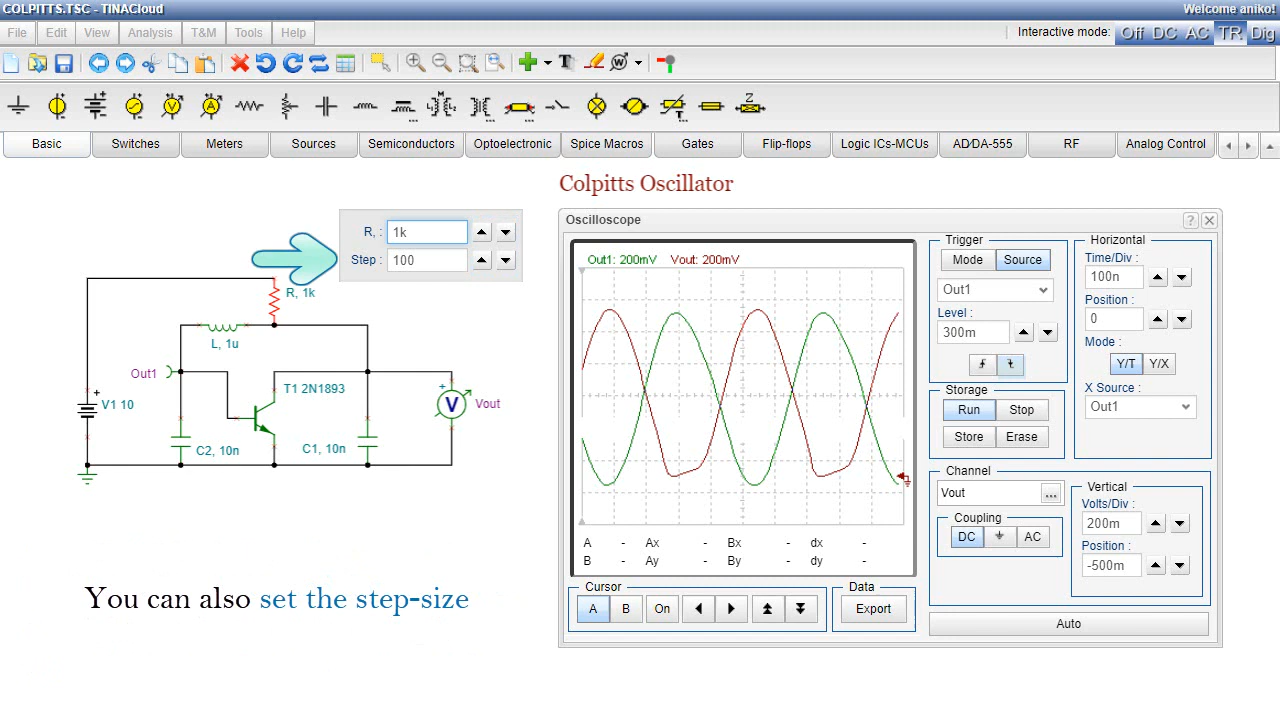 COLPITTS.TSC - TINACloud
Welcome aniko!
File Edit View Analysis T&M Tools Help
Interactive mode: Off DC AC TR Dig
Basic Switches Meters Sources Semiconductors Optoelectronic Spice Macros Gates Flip-flops Logic ICs-MCUs AD/DA-555 RF Analog Control
Colpitts Oscillator
R, : 1k
Step : 100
R, 1k
L, 1u
Out1
T1 2N1893
V1 10
V
Vout
C2, 10n
C1, 10n
You can also set the step-size
Oscilloscope
Out1: 200mV Vout: 200mV
A - Ax - Bx - dx -
B - Ay - By - dy -
Cursor
A B On
Data
Export
Trigger
Mode Source
Out1
Level :
300m
Storage
Run Stop
Store Erase
Horizontal
Time/Div :
100n
Position :
0
Mode :
Y/T Y/X
X Source :
Out1
Channel
Vout ...
Coupling
DC AC
Vertical
Volts/Div :
200m
Position :
-500m
Auto